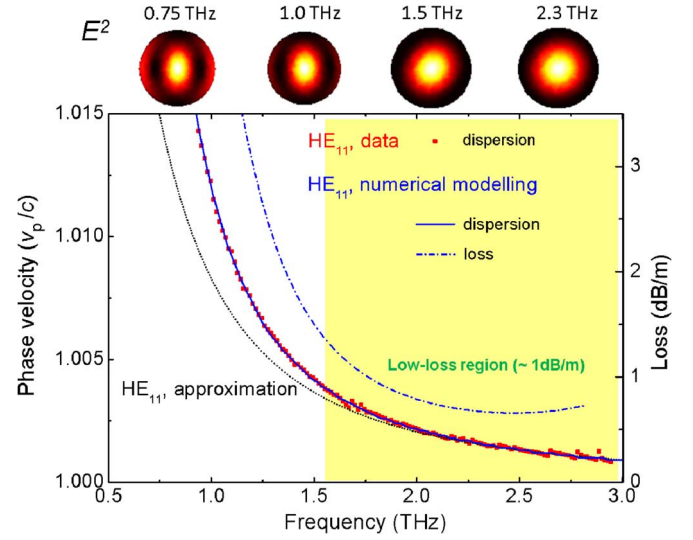 E² 0.75 THz 1.0 THz 1.5 THz 2.3 THz
1.015
1.010
1.005
1.000
Phase velocity (vₚ/c)
HE₁₁, data dispersion
HE₁₁, numerical modelling
dispersion
loss
Low-loss region (~ 1dB/m)
HE₁₁, approximation
3
2
1
0
Loss (dB/m)
0.5 1.0 1.5 2.0 2.5 3.0
Frequency (THz)